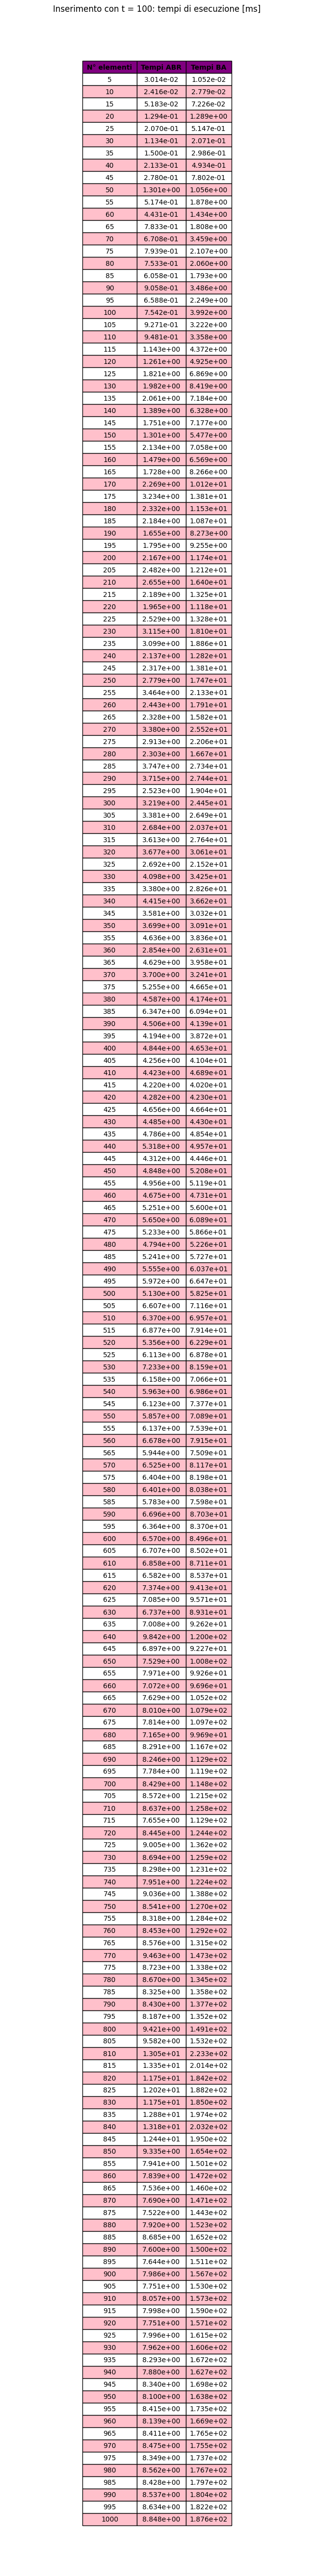 Inserimento con t = 100: tempi di esecuzione [ms]
N° elementi Tempi ABR Tempi BA
5 3.014e-02 1.052e-02
10 2.416e-02 2.779e-02
15 5.183e-02 7.226e-02
20 1.294e-01 1.289e+00
25 2.070e-01 5.147e-01
30 1.134e-01 2.071e-01
35 1.500e-01 2.986e-01
40 2.133e-01 4.934e-01
45 2.780e-01 7.802e-01
50 1.301e+00 1.056e+00
55 5.174e-01 1.878e+00
60 4.431e-01 1.434e+00
65 7.833e-01 1.808e+00
70 6.708e-01 3.459e+00
75 7.939e-01 2.107e+00
80 7.533e-01 2.060e+00
85 6.058e-01 1.793e+00
90 9.058e-01 3.486e+00
95 6.588e-01 2.249e+00
100 7.542e-01 3.992e+00
105 9.271e-01 3.222e+00
110 9.481e-01 3.358e+00
115 1.143e+00 4.372e+00
120 1.261e+00 4.925e+00
125 1.821e+00 6.869e+00
130 1.982e+00 8.419e+00
135 2.061e+00 7.184e+00
140 1.389e+00 6.328e+00
145 1.751e+00 7.177e+00
150 1.301e+00 5.477e+00
155 2.134e+00 7.058e+00
160 1.479e+00 6.569e+00
165 1.728e+00 8.266e+00
170 2.269e+00 1.012e+01
175 3.234e+00 1.381e+01
180 2.332e+00 1.153e+01
185 2.184e+00 1.087e+01
190 1.655e+00 8.273e+00
195 1.795e+00 9.255e+00
200 2.167e+00 1.174e+01
205 2.482e+00 1.212e+01
210 2.655e+00 1.640e+01
215 2.189e+00 1.325e+01
220 1.965e+00 1.118e+01
225 2.529e+00 1.328e+01
230 3.115e+00 1.810e+01
235 3.099e+00 1.886e+01
240 2.137e+00 1.282e+01
245 2.317e+00 1.381e+01
250 2.779e+00 1.747e+01
255 3.464e+00 2.133e+01
260 2.443e+00 1.791e+01
265 2.328e+00 1.582e+01
270 3.380e+00 2.552e+01
275 2.913e+00 2.206e+01
280 2.303e+00 1.667e+01
285 3.747e+00 2.734e+01
290 3.715e+00 2.744e+01
295 2.523e+00 1.904e+01
300 3.219e+00 2.445e+01
305 3.381e+00 2.649e+01
310 2.684e+00 2.037e+01
315 3.613e+00 2.764e+01
320 3.677e+00 3.061e+01
325 2.692e+00 2.152e+01
330 4.098e+00 3.425e+01
335 3.380e+00 2.826e+01
340 4.415e+00 3.662e+01
345 3.581e+00 3.032e+01
350 3.699e+00 3.091e+01
355 4.636e+00 3.836e+01
360 2.854e+00 2.631e+01
365 4.629e+00 3.958e+01
370 3.700e+00 3.241e+01
375 5.255e+00 4.665e+01
380 4.587e+00 4.174e+01
385 6.347e+00 6.094e+01
390 4.506e+00 4.139e+01
395 4.194e+00 3.872e+01
400 4.844e+00 4.653e+01
405 4.256e+00 4.104e+01
410 4.423e+00 4.689e+01
415 4.220e+00 4.020e+01
420 4.282e+00 4.230e+01
425 4.656e+00 4.664e+01
430 4.485e+00 4.430e+01
435 4.786e+00 4.854e+01
440 5.318e+00 4.957e+01
445 4.312e+00 4.446e+01
450 4.848e+00 5.208e+01
455 4.956e+00 5.119e+01
460 4.675e+00 4.731e+01
465 5.251e+00 5.600e+01
470 5.650e+00 6.089e+01
475 5.233e+00 5.866e+01
480 4.794e+00 5.226e+01
485 5.241e+00 5.727e+01
490 5.555e+00 6.037e+01
495 5.972e+00 6.647e+01
500 5.130e+00 5.825e+01
505 6.607e+00 7.116e+01
510 6.370e+00 6.957e+01
515 6.877e+00 7.914e+01
520 5.356e+00 6.229e+01
525 6.113e+00 6.878e+01
530 7.233e+00 8.159e+01
535 6.158e+00 7.066e+01
540 5.963e+00 6.986e+01
545 6.123e+00 7.377e+01
550 5.857e+00 7.089e+01
555 6.137e+00 7.539e+01
560 6.678e+00 7.915e+01
565 5.944e+00 7.509e+01
570 6.525e+00 8.117e+01
575 6.404e+00 8.198e+01
580 6.401e+00 8.038e+01
585 5.783e+00 7.598e+01
590 6.696e+00 8.703e+01
595 6.364e+00 8.370e+01
600 6.570e+00 8.496e+01
605 6.707e+00 8.502e+01
610 6.858e+00 8.711e+01
615 6.582e+00 8.537e+01
620 7.374e+00 9.413e+01
625 7.085e+00 9.571e+01
630 6.737e+00 8.931e+01
635 7.008e+00 9.262e+01
640 9.842e+00 1.200e+02
645 6.897e+00 9.227e+01
650 7.529e+00 1.008e+02
655 7.971e+00 9.926e+01
660 7.072e+00 9.696e+01
665 7.629e+00 1.052e+02
670 8.010e+00 1.079e+02
675 7.814e+00 1.097e+02
680 7.165e+00 9.969e+01
685 8.291e+00 1.167e+02
690 8.246e+00 1.129e+02
695 7.784e+00 1.119e+02
700 8.429e+00 1.148e+02
705 8.572e+00 1.215e+02
710 8.637e+00 1.258e+02
715 7.655e+00 1.129e+02
720 8.445e+00 1.244e+02
725 9.005e+00 1.362e+02
730 8.694e+00 1.259e+02
735 8.298e+00 1.231e+02
740 7.951e+00 1.224e+02
745 9.036e+00 1.388e+02
750 8.541e+00 1.270e+02
755 8.318e+00 1.284e+02
760 8.453e+00 1.292e+02
765 8.576e+00 1.315e+02
770 9.463e+00 1.473e+02
775 8.723e+00 1.338e+02
780 8.670e+00 1.345e+02
785 8.325e+00 1.358e+02
790 8.430e+00 1.377e+02
795 8.187e+00 1.352e+02
800 9.421e+00 1.491e+02
805 9.582e+00 1.532e+02
810 1.305e+01 2.233e+02
815 1.335e+01 2.014e+02
820 1.175e+01 1.842e+02
825 1.202e+01 1.882e+02
830 1.175e+01 1.850e+02
835 1.288e+01 1.974e+02
840 1.318e+01 2.032e+02
845 1.244e+01 1.950e+02
850 9.335e+00 1.654e+02
855 7.941e+00 1.501e+02
860 7.839e+00 1.472e+02
865 7.536e+00 1.460e+02
870 7.690e+00 1.471e+02
875 7.522e+00 1.443e+02
880 7.920e+00 1.523e+02
885 8.685e+00 1.652e+02
890 7.600e+00 1.500e+02
895 7.644e+00 1.511e+02
900 7.986e+00 1.567e+02
905 7.751e+00 1.530e+02
910 8.057e+00 1.573e+02
915 7.998e+00 1.590e+02
920 7.751e+00 1.571e+02
925 7.996e+00 1.615e+02
930 7.962e+00 1.606e+02
935 8.293e+00 1.672e+02
940 7.880e+00 1.627e+02
945 8.340e+00 1.698e+02
950 8.100e+00 1.638e+02
955 8.415e+00 1.735e+02
960 8.139e+00 1.669e+02
965 8.411e+00 1.765e+02
970 8.475e+00 1.755e+02
975 8.349e+00 1.737e+02
980 8.562e+00 1.767e+02
985 8.428e+00 1.797e+02
990 8.537e+00 1.804e+02
995 8.634e+00 1.822e+02
1000 8.848e+00 1.876e+02